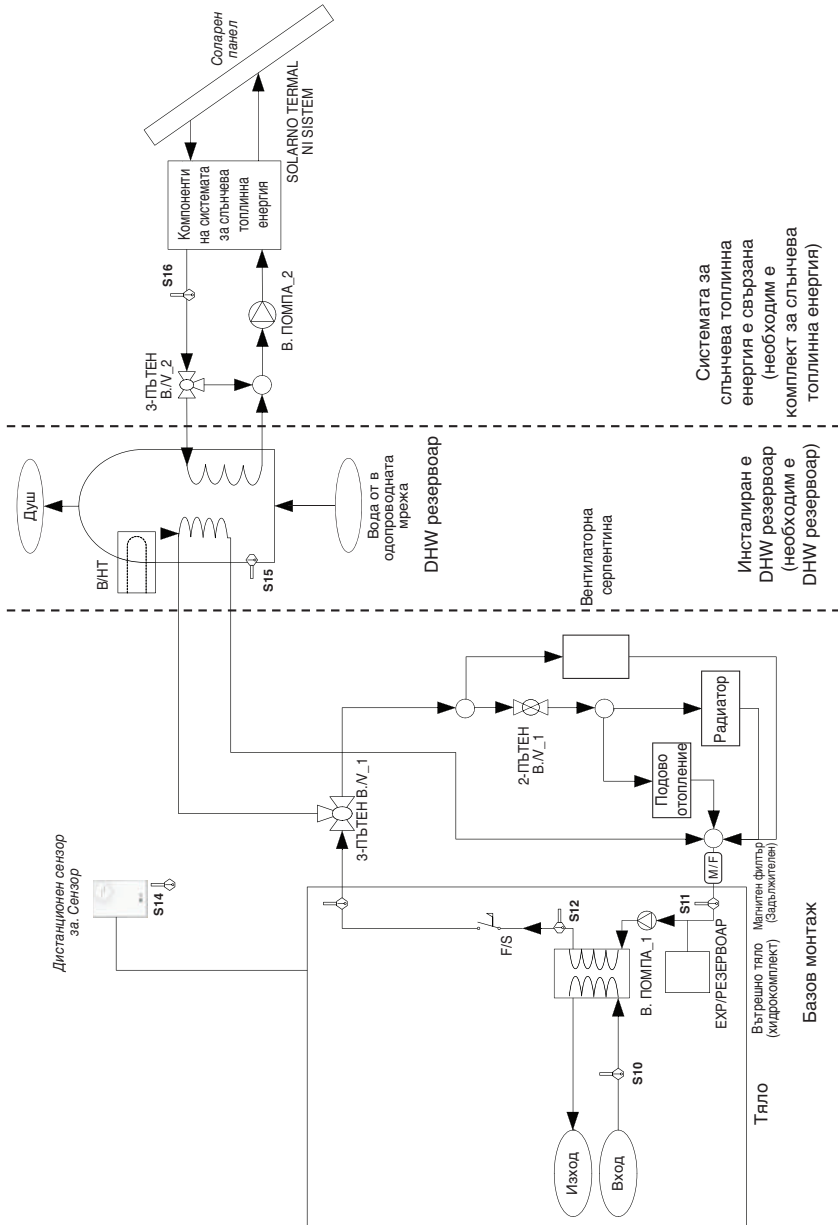 Соларен
панел
SOLARNO TERMAL
NI SISTEM
Компоненти
на системата
за слънчева
топлинна
енергия
S16
В. ПОМПА_2
3-ПЪТЕН
В./V_2
Системата за
слънчева топлинна
енергия е свързана
(необходим е
комплект за слънчева
топлинна енергия)
Душ
В/НТ
S15
Вода от в
одопроводната
мрежа
DHW резервоар
Инсталиран е
DHW резервоар
(необходим е
DHW резервоар)
Вентилаторна
серпентина
2-ПЪТЕН
В./V_1
Радиатор
Подово
отопление
3-ПЪТЕН В./V_1
Дистанционен сензор
за. Сензор
S14
M/F
Магнитен филтър
(Задължителен)
S11
S12
F/S
В. ПОМПА_1
EXP/РЕЗЕРВОАР
Вътрешно тяло
(хидрокомплект)
Базов монтаж
S10
Изход
Вход
Тяло